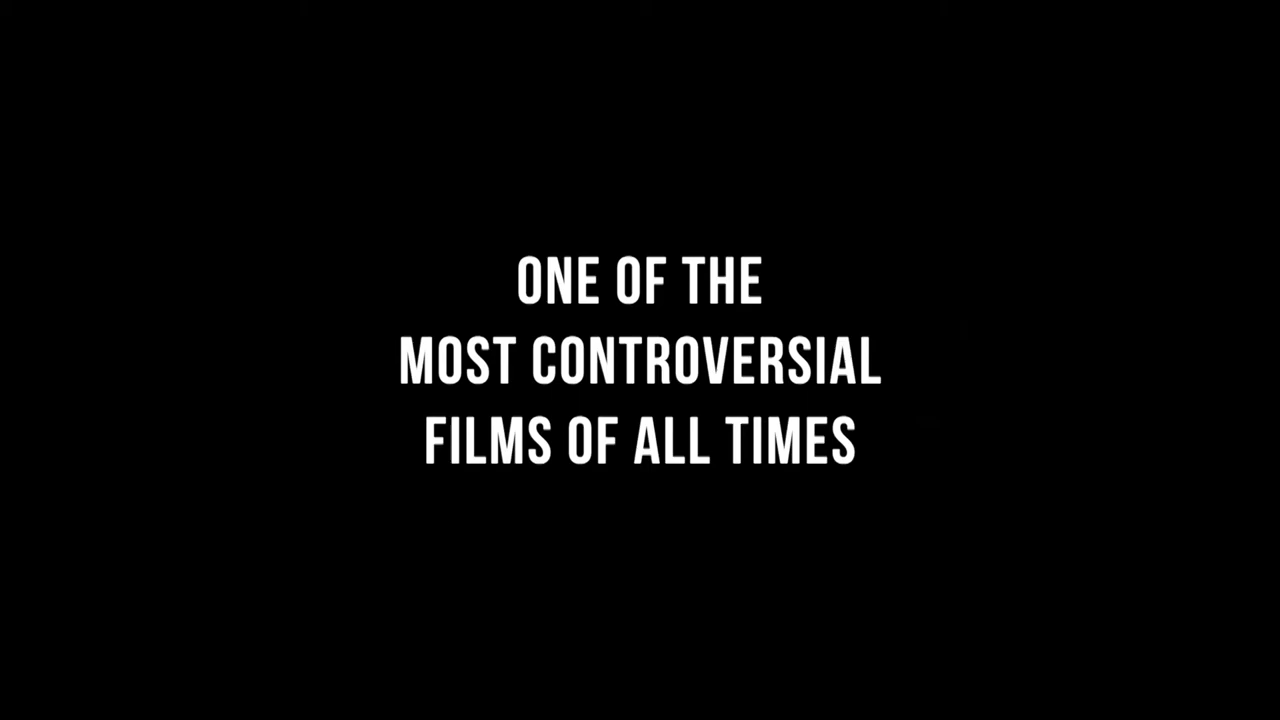 ONE OF THE
MOST CONTROVERSIAL
FILMS OF ALL TIMES